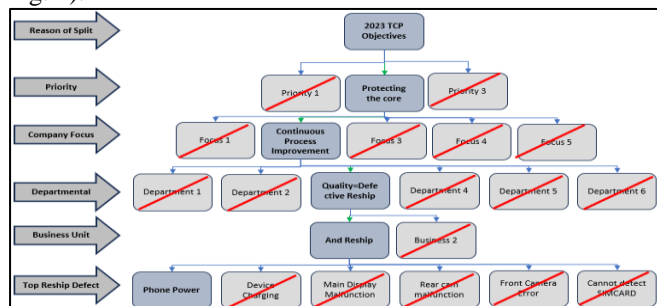 Reason of Split
2023 TCP
Objectives
Priority
Priority 1
Protecting
the core
Priority 3
Company Focus
Focus 1
Continuous
Process
Improvement
Focus 3
Focus 4
Focus 5
Departmental
Department 1
Department 2
Quality=Defe
ctive Reship
Department 4
Department 5
Department 6
Business Unit
And Reship
Business 2
Top Reship Defect
Phone Power
Device
Charging
Main Display
Malfunction
Rear cam
malfunction
Front Camera
Error
Cannot detect
SIMCARD